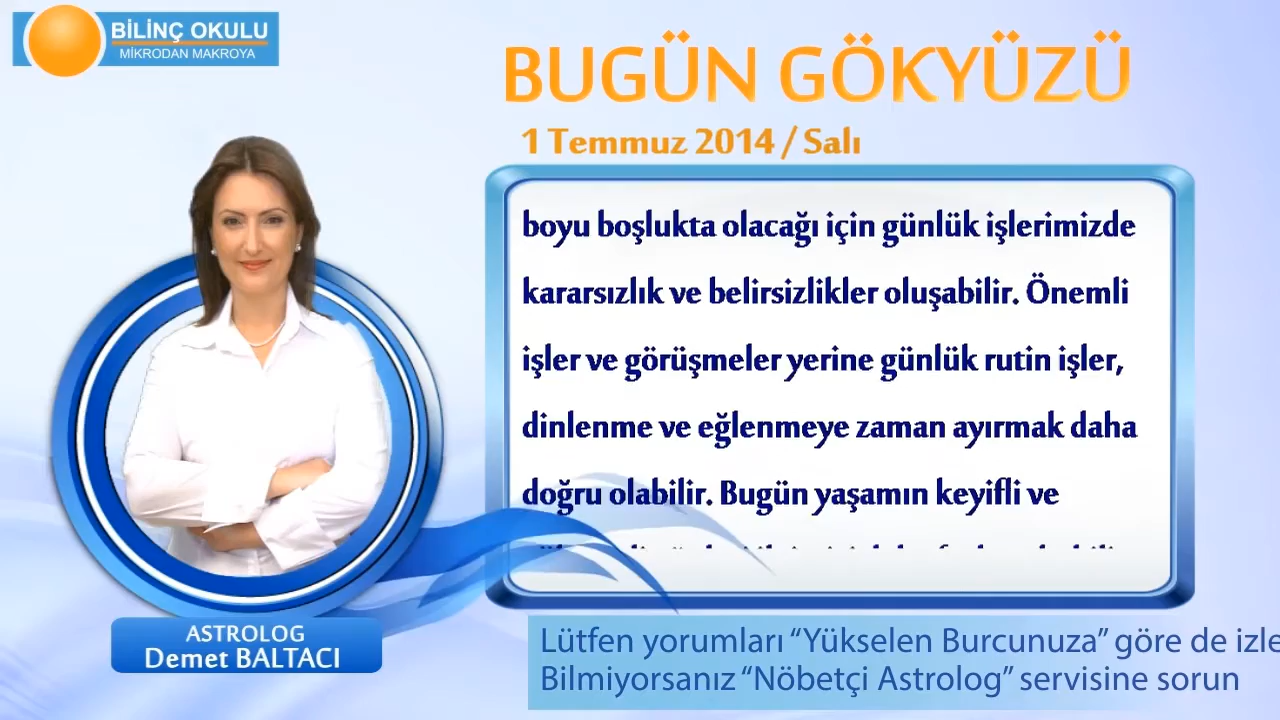 BİLİNÇ OKULU
MİKRODAN MAKROYA
BUGÜN GÖKYÜZÜ
1 Temmuz 2014 / Salı
boyu boşlukta olacağı için günlük işlerimizde
kararsızlık ve belirsizlikler oluşabilir. Önemli
işler ve görüşmeler yerine günlük rutin işler,
dinlenme ve eğlenmeye zaman ayırmak daha
doğru olabilir. Bugün yaşamın keyifli ve
ASTROLOG
Demet BALTACI
Lütfen yorumları “Yükselen Burcunuza” göre de izle
Bilmiyorsanız “Nöbetçi Astrolog” servisine sorun